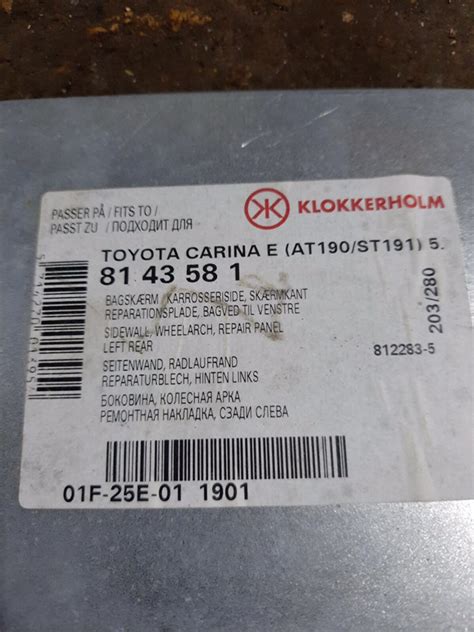 PASSER PÅ / FITS TO /
PASST ZU / ПОДХОДИТ ДЛЯ
KLOKKERHOLM
TOYOTA CARINA E (AT190/ST191) 5.
81 43 58 1
BAGSKÆRM, KARROSSERISIDE, SKÆRMKANT
REPARATIONSPLADE, BAGVED TIL VENSTRE
SIDEWALL, WHEELARCH, REPAIR PANEL
LEFT REAR
812283-5
203/280
SEITENWAND, RADLAUFRAND
REPARATURBLECH, HINTEN LINKS
БОКОВИНА, КОЛЕСНАЯ АРКА
РЕМОНТНАЯ НАКЛАДКА, СЗАДИ СЛЕВА
01F-25E-01 1901